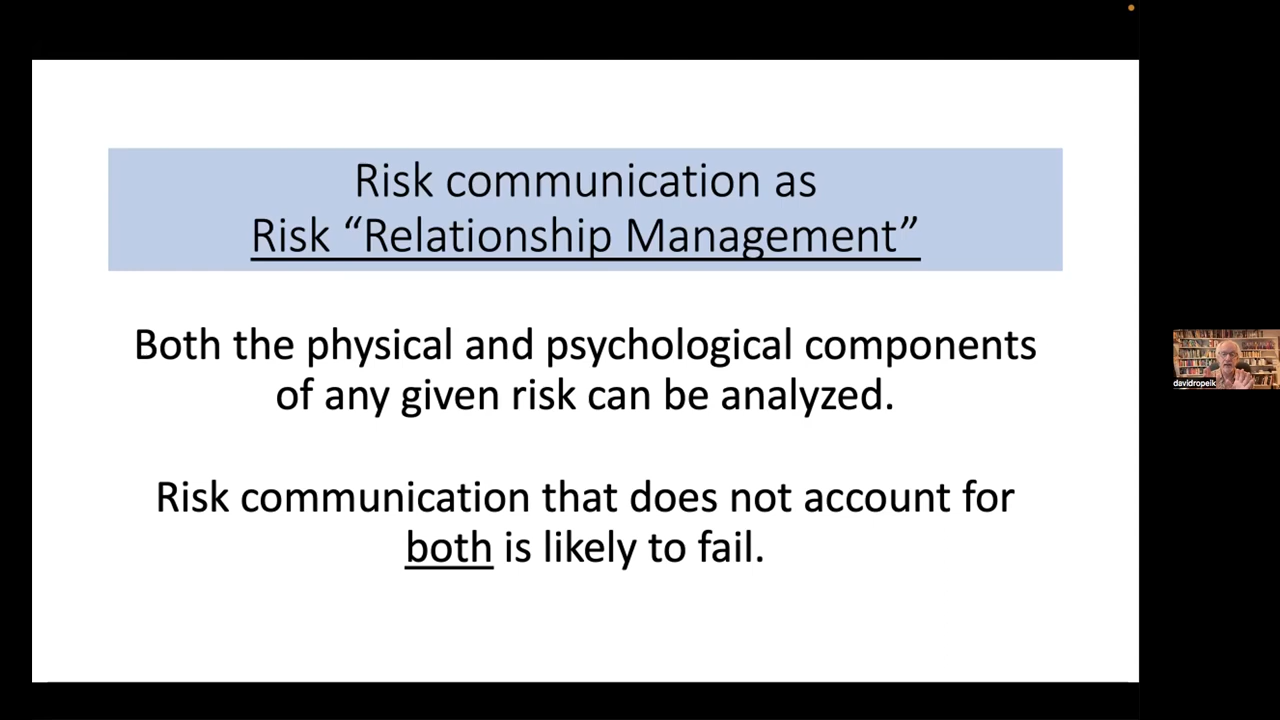 Risk communication as
Risk “Relationship Management”
Both the physical and psychological components
of any given risk can be analyzed.
Risk communication that does not account for
both is likely to fail.
davidropeik